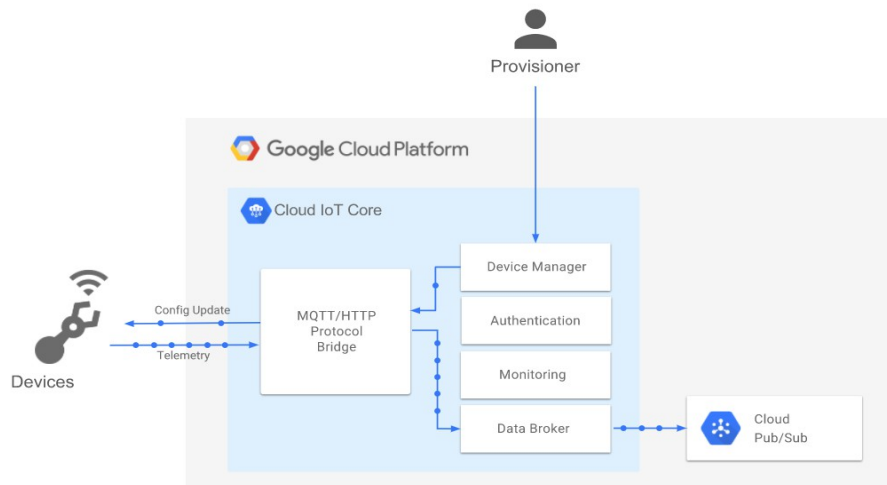 Provisioner
Google Cloud Platform
Cloud IoT Core
Device Manager
Config Update
MQTT/HTTP
Protocol
Bridge
Authentication
Telemetry
Monitoring
Devices
Data Broker
Cloud
Pub/Sub